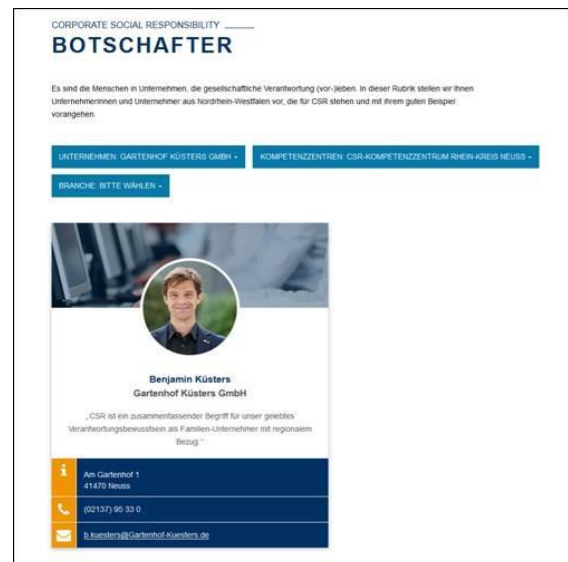 CORPORATE SOCIAL RESPONSIBILITY
BOTSCHAFTER
Es sind die Menschen in Unternehmen, die gesellschaftliche Verantwortung (vor-)leben. In dieser Rubrik stellen wir Ihnen
Unternehmerinnen und Unternehmer aus Nordrhein-Westfalen vor, die für CSR stehen und mit ihrem guten Beispiel
vorangehen.
UNTERNEHMEN: GARTENHOF KÜSTERS GMBH
KOMPETENZZENTREN: CSR-KOMPETENZZENTRUM RHEIN-KREIS NEUSS
BRANCHE: BITTE WÄHLEN
Benjamin Küsters
Gartenhof Küsters GmbH
„CSR ist ein zusammenfassender Begriff für unser gelebtes
Verantwortungsbewusstsein als Familien-Unternehmer mit regionalem
Bezug.“
Am Gartenhof 1
41470 Neuss
(02137) 95 33 0
b.kuesters@Gartenhof-Kuesters.de